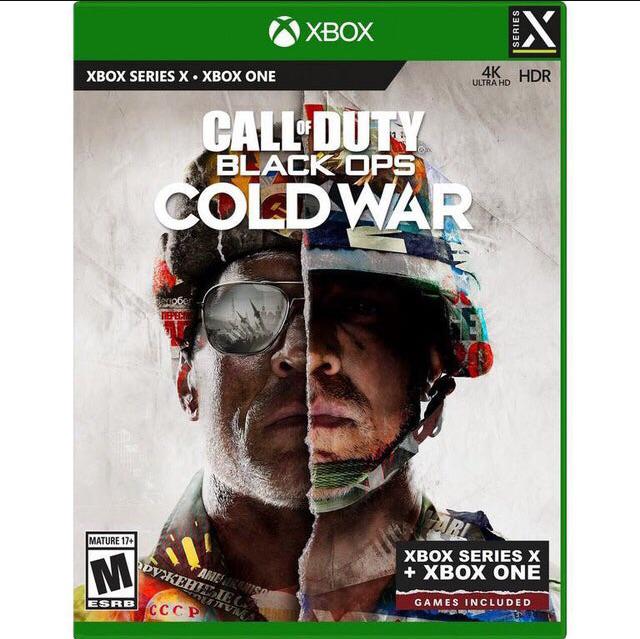 XBOX
SERIES X
XBOX SERIES X • XBOX ONE
4K
ULTRA HD
HDR
CALL OF DUTY
BLACK OPS
COLD WAR
MATURE 17+
M
ESRB
СССР
XBOX SERIES X
+ XBOX ONE
GAMES INCLUDED